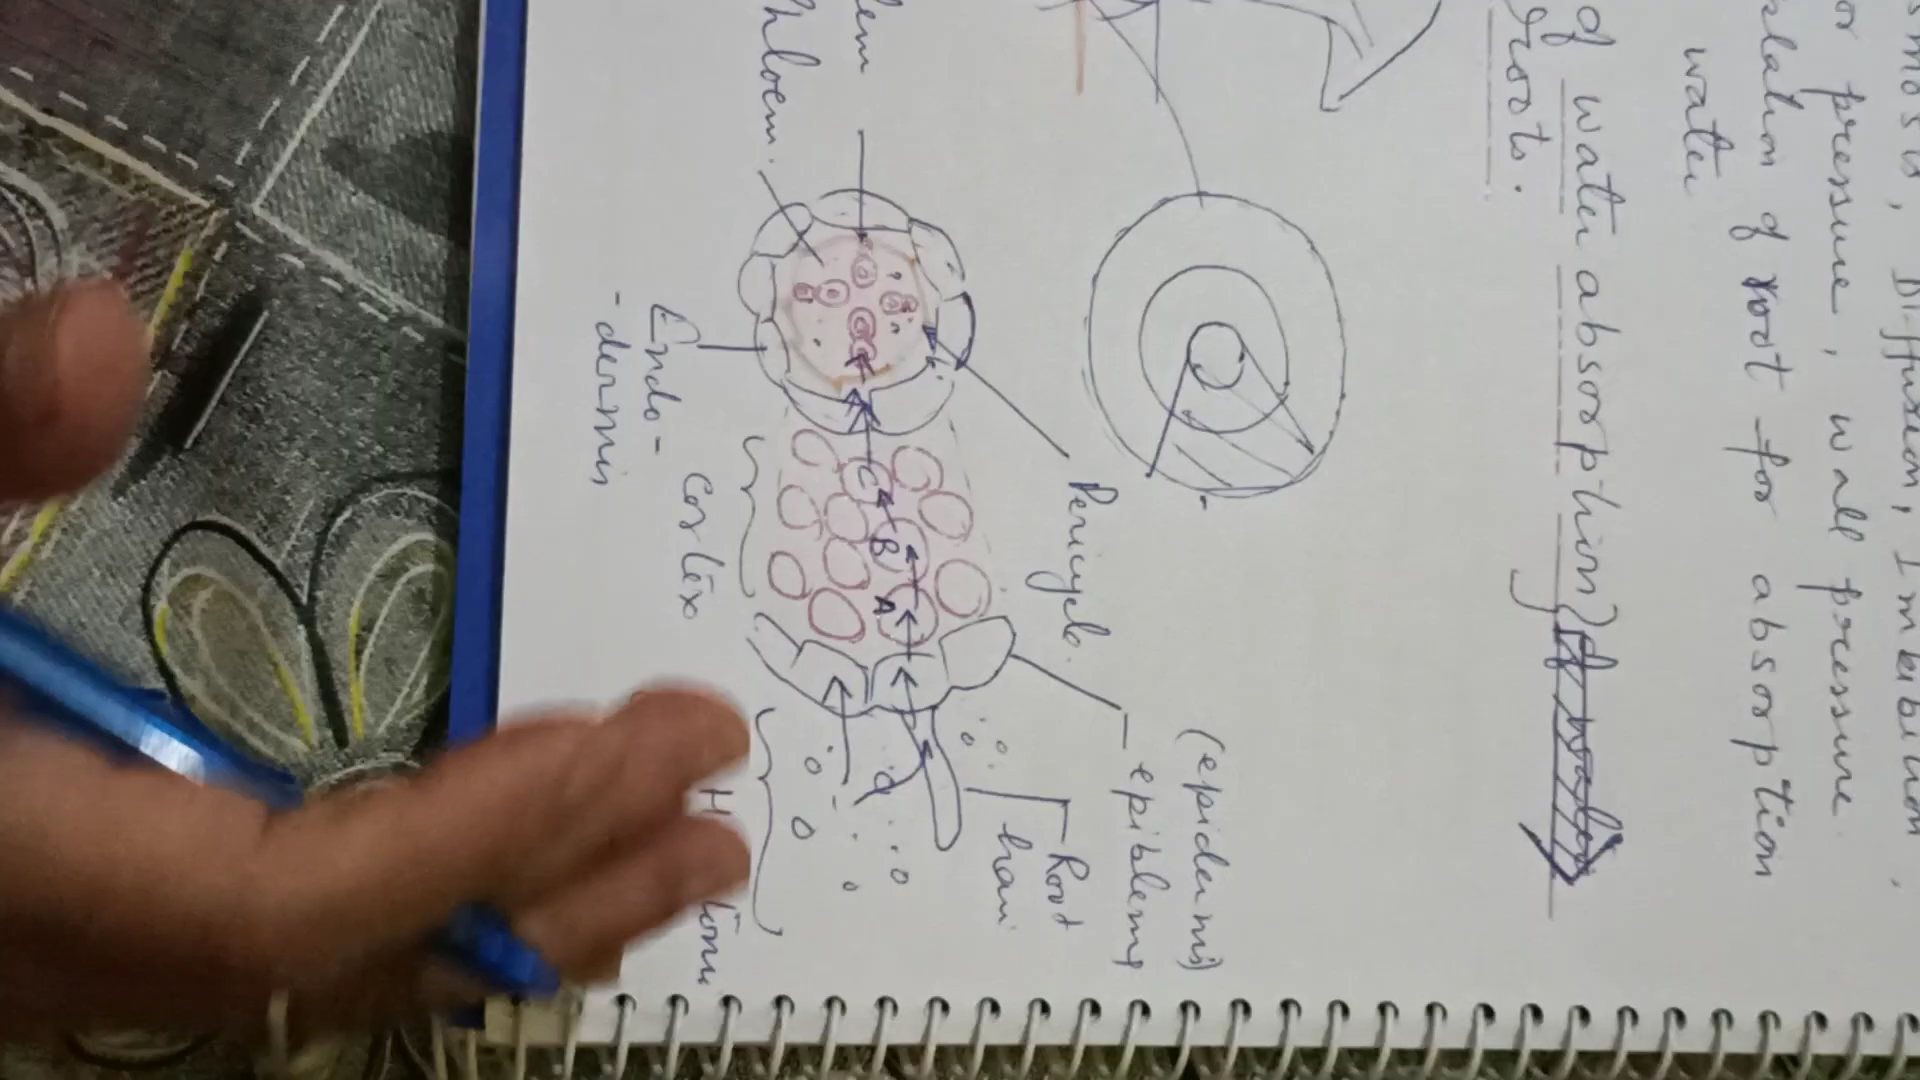 Diffusion, Imbibition,
or pressure, wall pressure
of root for absorption
water
of water absorption?
roots.
Root
hair
(epidermis)
epiblema
Pericycle.
A
B
C
Phloem.
Endo-
-dermis
Cortex